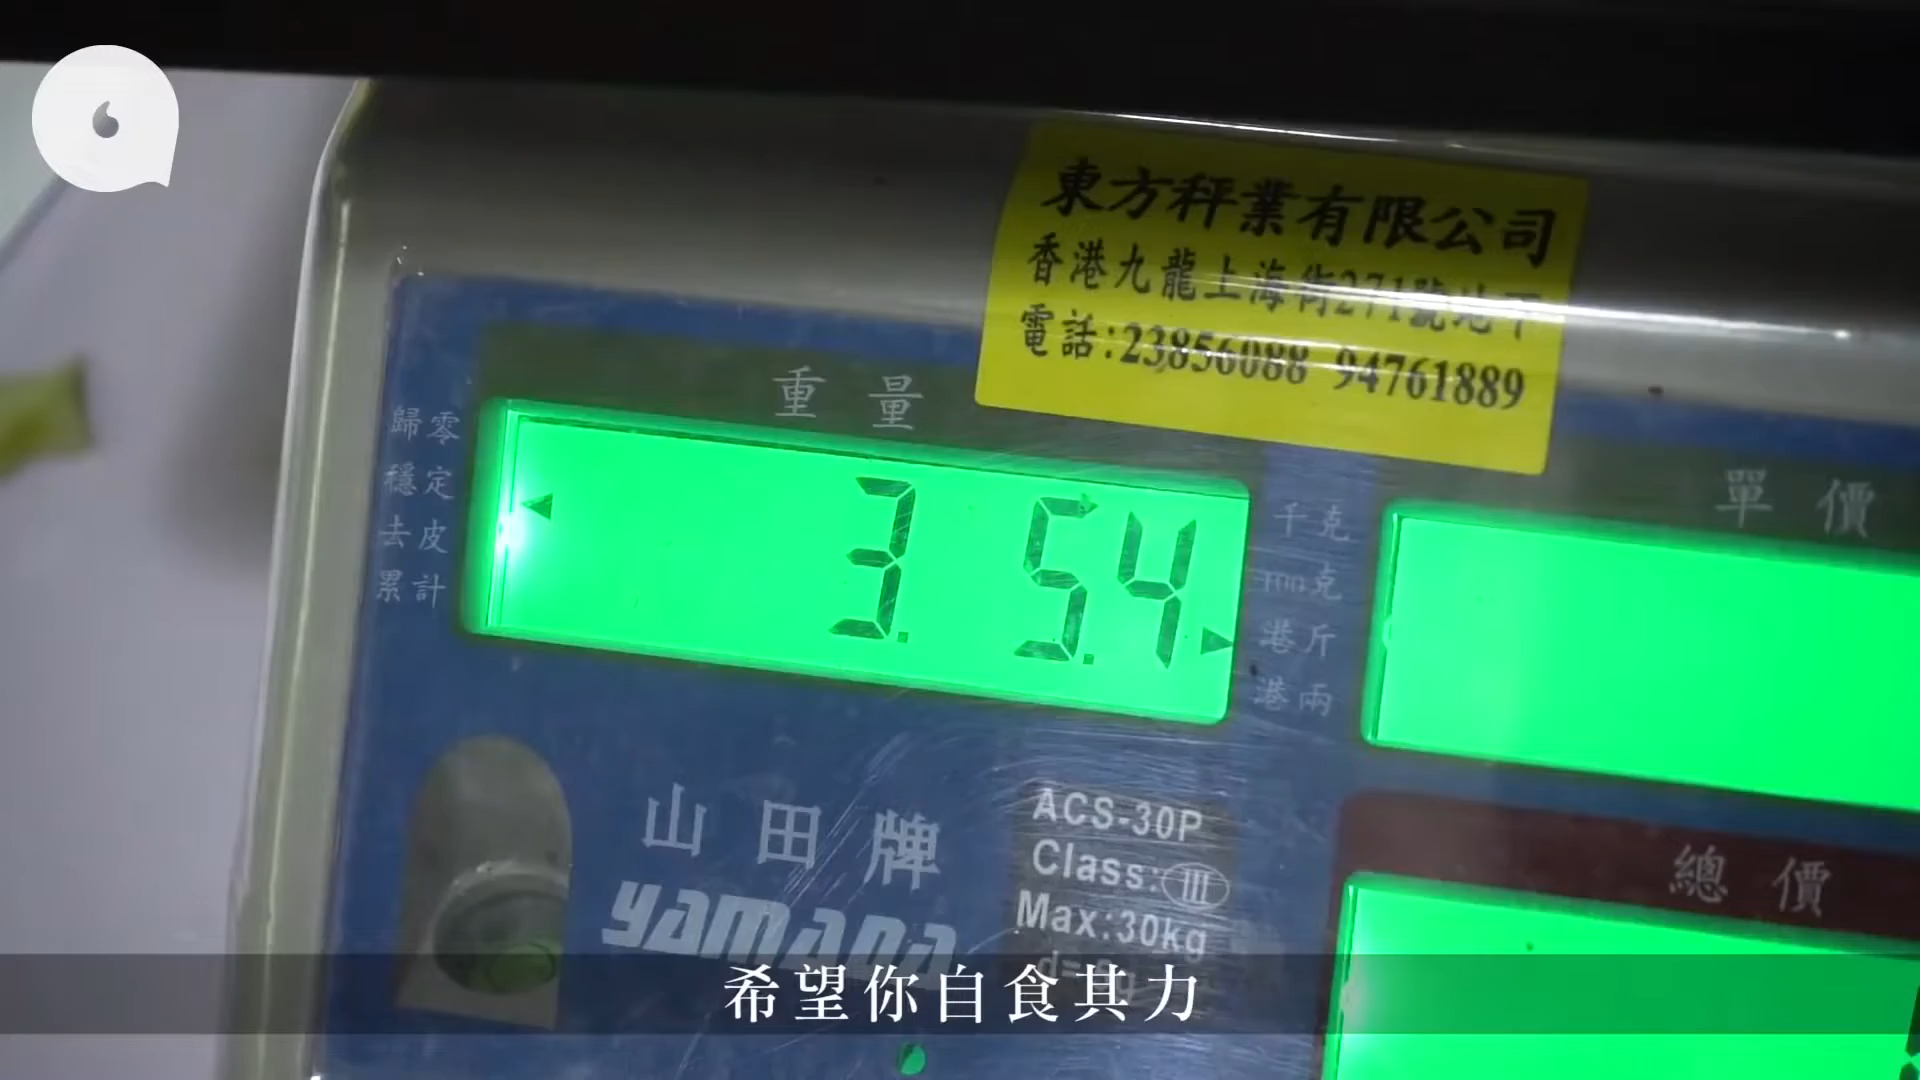 東方秤業有限公司
香港九龍上海街271號地下
電話:23856088 94761889
重量
單價
歸零
穩定
去皮
累計
3. 5.4
千克
克
港斤
港兩
山田牌
yamada
ACS-30P
Class: III
Max:30kg
d=
總價
希望你自食其力